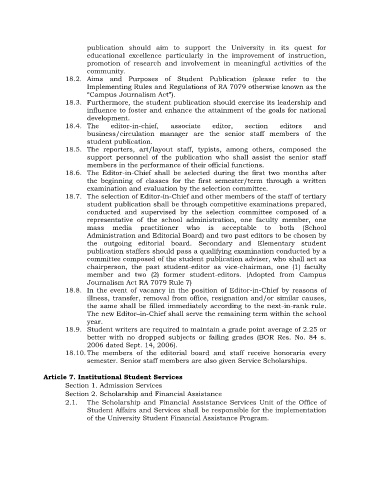 publication should aim to support the University in its quest for
educational excellence particularly in the improvement of instruction,
promotion of research and involvement in meaningful activities of the
community.
18.2. Aims and Purposes of Student Publication (please refer to the
Implementing Rules and Regulations of RA 7079 otherwise known as the
“Campus Journalism Act”).
18.3. Furthermore, the student publication should exercise its leadership and
influence to foster and enhance the attainment of the goals for national
development.
18.4. The editor-in-chief, associate editor, section editors and
business/circulation manager are the senior staff members of the
student publication.
18.5. The reporters, art/layout staff, typists, among others, composed the
support personnel of the publication who shall assist the senior staff
members in the performance of their official functions.
18.6. The Editor-in-Chief shall be selected during the first two months after
the beginning of classes for the first semester/term through a written
examination and evaluation by the selection committee.
18.7. The selection of Editor-in-Chief and other members of the staff of tertiary
student publication shall be through competitive examinations prepared,
conducted and supervised by the selection committee composed of a
representative of the school administration, one faculty member, one
mass media practitioner who is acceptable to both (School
Administration and Editorial Board) and two past editors to be chosen by
the outgoing editorial board. Secondary and Elementary student
publication staffers should pass a qualifying examination conducted by a
committee composed of the student publication adviser, who shall act as
chairperson, the past student-editor as vice-chairman, one (1) faculty
member and two (2) former student-editors. (Adopted from Campus
Journalism Act RA 7079 Rule 7)
18.8. In the event of vacancy in the position of Editor-in-Chief by reasons of
illness, transfer, removal from office, resignation and/or similar causes,
the same shall be filled immediately according to the next-in-rank rule.
The new Editor–in-Chief shall serve the remaining term within the school
year.
18.9. Student writers are required to maintain a grade point average of 2.25 or
better with no dropped subjects or failing grades (BOR Res. No. 84 s.
2006 dated Sept. 14, 2006).
18.10. The members of the editorial board and staff receive honoraria every
semester. Senior staff members are also given Service Scholarships.
Article 7. Institutional Student Services
Section 1. Admission Services
Section 2. Scholarship and Financial Assistance
2.1. The Scholarship and Financial Assistance Services Unit of the Office of
Student Affairs and Services shall be responsible for the implementation
of the University Student Financial Assistance Program.